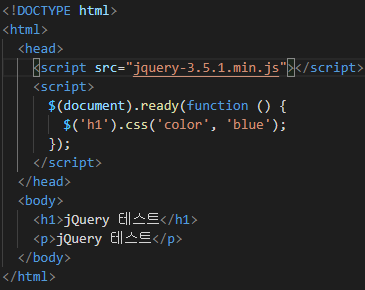 <!DOCTYPE html>
<html>
  <head>
    <script src="jquery-3.5.1.min.js"></script>
    <script>
      $(document).ready(function () {
        $('h1').css('color', 'blue');
      });
    </script>
  </head>
  <body>
    <h1>jQuery 테스트</h1>
    <p>jQuery 테스트</p>
  </body>
</html>